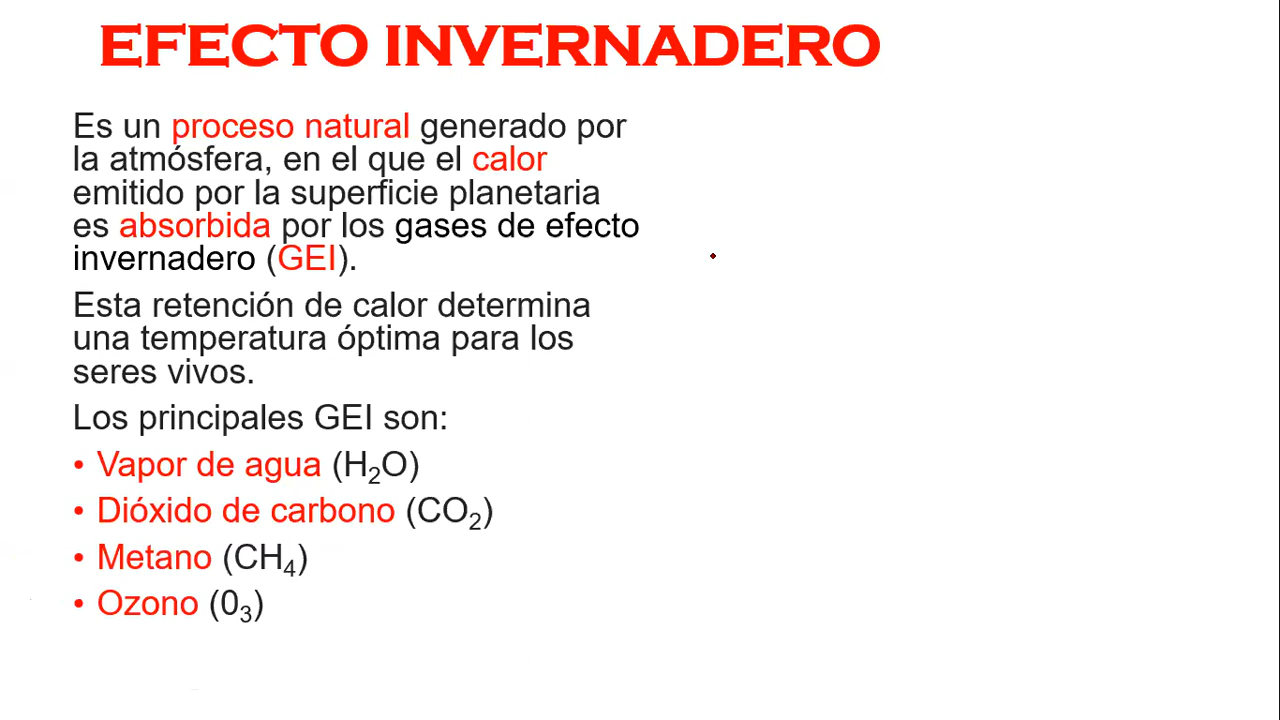 EFECTO INVERNADERO
Es un proceso natural generado por
la atmósfera, en el que el calor
emitido por la superficie planetaria
es absorbida por los gases de efecto
invernadero (GEI).
Esta retención de calor determina
una temperatura óptima para los
seres vivos.
Los principales GEI son:
• Vapor de agua (H₂O)
• Dióxido de carbono (CO₂)
• Metano (CH₄)
• Ozono (0₃)